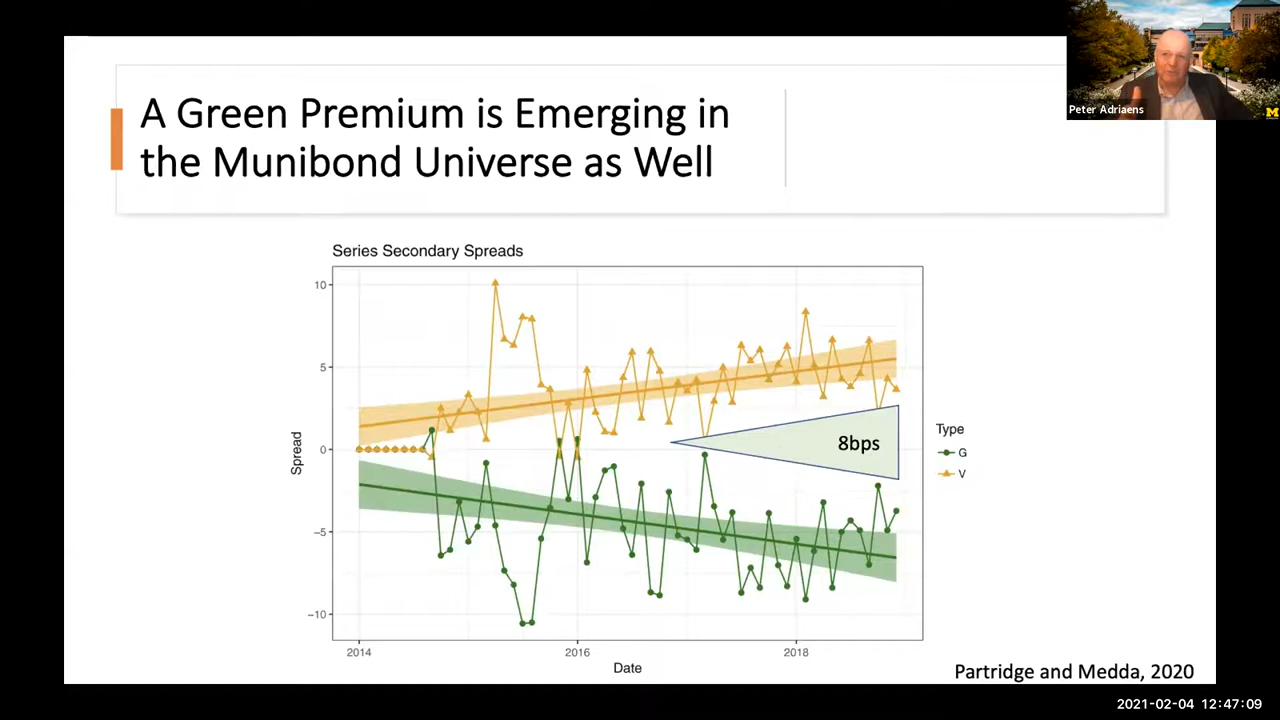 Peter Adriaens
M
A Green Premium is Emerging in
the Munibond Universe as Well
Series Secondary Spreads
10
5
0
−5
−10
Spread
2014
2016
2018
Date
8bps
Type
G
V
Partridge and Medda, 2020
2021-02-04 12:47:09